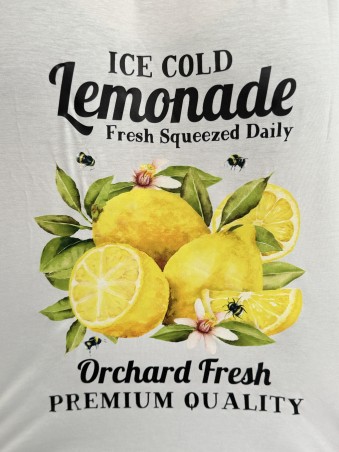 ICE COLD
Lemonade
Fresh Squeezed Daily
Orchard Fresh
PREMIUM QUALITY